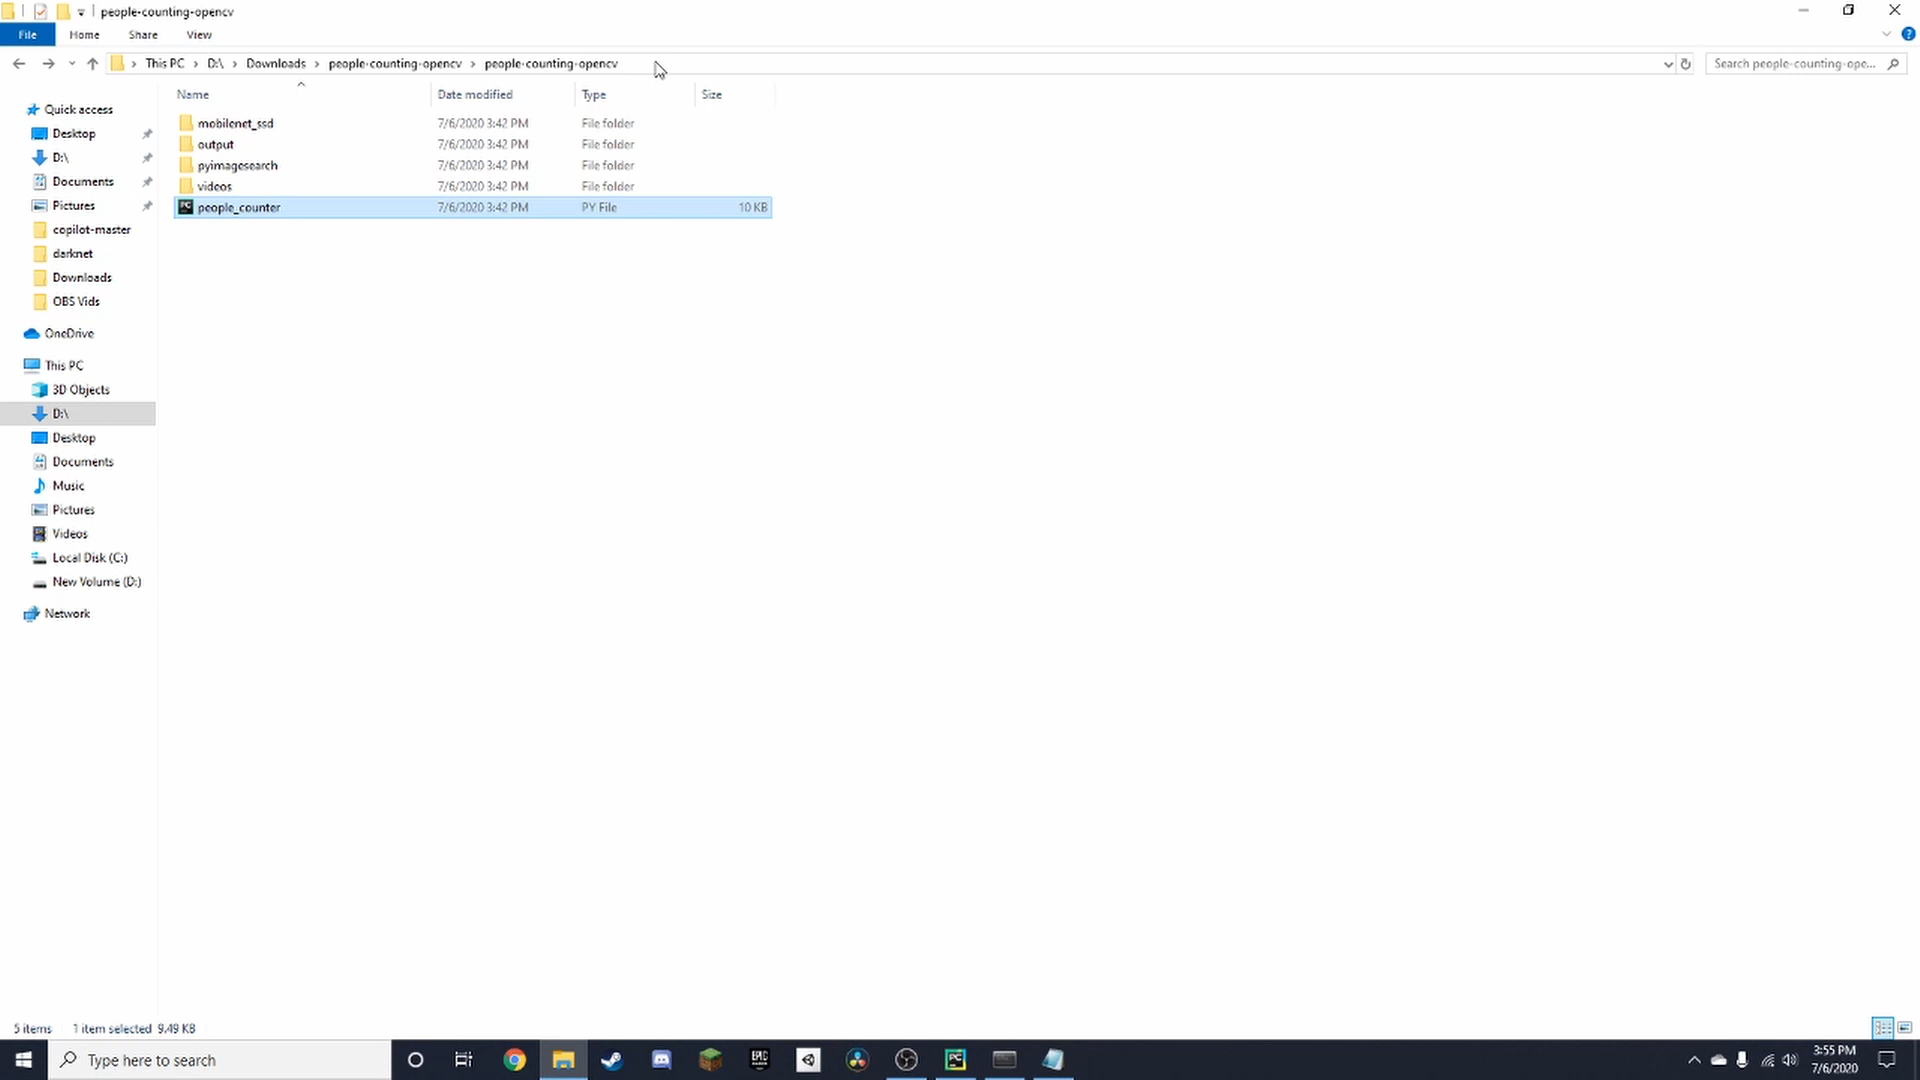 people-counting-opencv
File Home Share View
This PC D:\ Downloads people-counting-opencv people-counting-opencv
Search people-counting-ope...
Name Date modified Type Size
mobilenet_ssd 7/6/2020 3:42 PM File folder
output 7/6/2020 3:42 PM File folder
pyimagesearch 7/6/2020 3:42 PM File folder
videos 7/6/2020 3:42 PM File folder
people_counter 7/6/2020 3:42 PM PY File 10 KB
Quick access
Desktop
D:\
Documents
Pictures
copilot-master
darknet
Downloads
OBS Vids
OneDrive
This PC
3D Objects
D:\
Desktop
Documents
Music
Pictures
Videos
Local Disk (C:)
New Volume (D:)
Network
5 items 1 item selected 9.49 KB
Type here to search
EPIC
PC
3:55 PM
7/6/2020